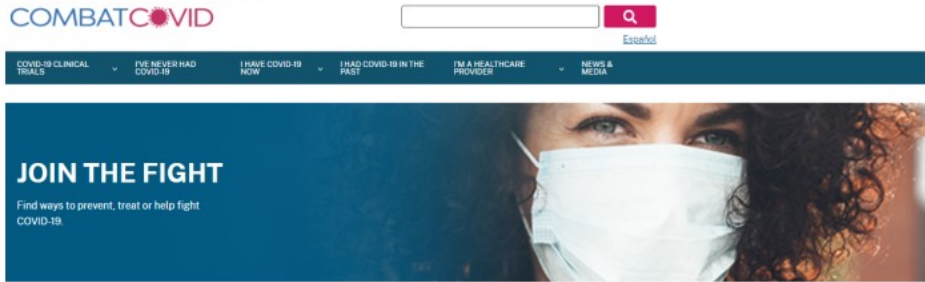 COMBATCOVID
Español
COVID-19 CLINICAL
TRIALS
I'VE NEVER HAD
COVID-19
I HAVE COVID-19
NOW
I HAD COVID-19 IN THE
PAST
I'M A HEALTHCARE
PROVIDER
NEWS &
MEDIA
JOIN THE FIGHT
Find ways to prevent, treat or help fight
COVID-19.